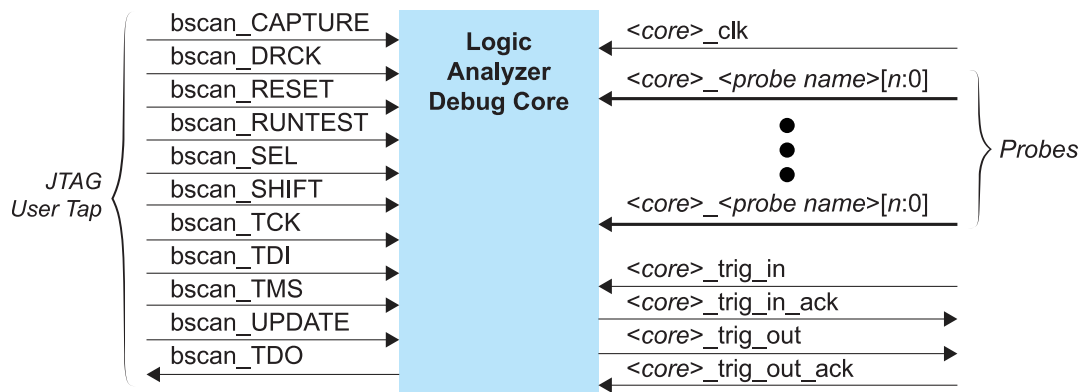 bscan_CAPTURE
bscan_DRCK
bscan_RESET
bscan_RUNTEST
bscan_SEL
bscan_SHIFT
bscan_TCK
bscan_TDI
bscan_TMS
bscan_UPDATE
bscan_TDO
JTAG
User Tap
Logic
Analyzer
Debug Core
<core>_clk
<core>_<probe name>[n:0]
<core>_<probe name>[n:0]
Probes
<core>_trig_in
<core>_trig_in_ack
<core>_trig_out
<core>_trig_out_ack